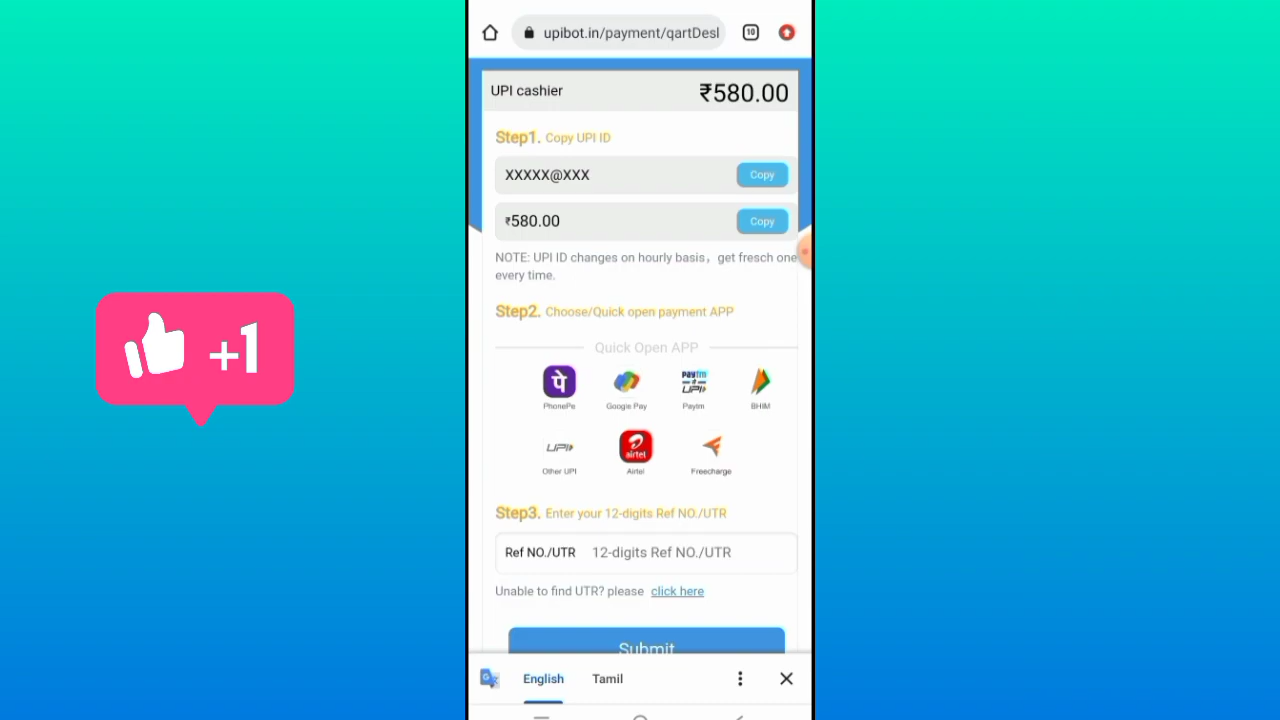 upibot.in/payment/qartDesl
10
UPI cashier
₹580.00
Step1. Copy UPI ID
XXXXX@XXX
Copy
₹580.00
Copy
NOTE: UPI ID changes on hourly basis，get fresch one
every time.
Step2. Choose/Quick open payment APP
Quick Open APP
पे
Paytm
UPI
PhonePe
Google Pay
Paytm
BHIM
UPI
airtel
Other UPI
Airtel
Freecharge
Step3. Enter your 12-digits Ref NO./UTR
Ref NO./UTR
12-digits Ref NO./UTR
Unable to find UTR? please click here
Submit
English
Tamil
+1